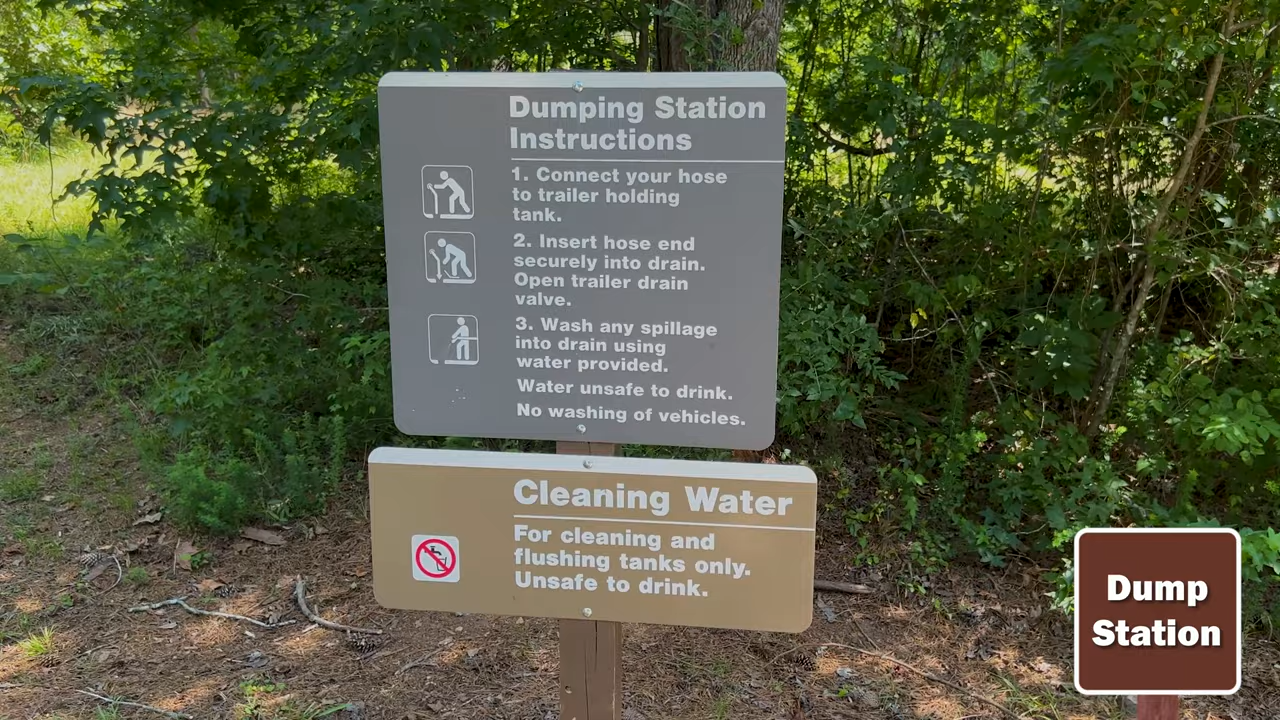 Dumping Station
Instructions
1. Connect your hose
to trailer holding
tank.
2. Insert hose end
securely into drain.
Open trailer drain
valve.
3. Wash any spillage
into drain using
water provided.
Water unsafe to drink.
No washing of vehicles.
Cleaning Water
For cleaning and
flushing tanks only.
Unsafe to drink.
Dump
Station